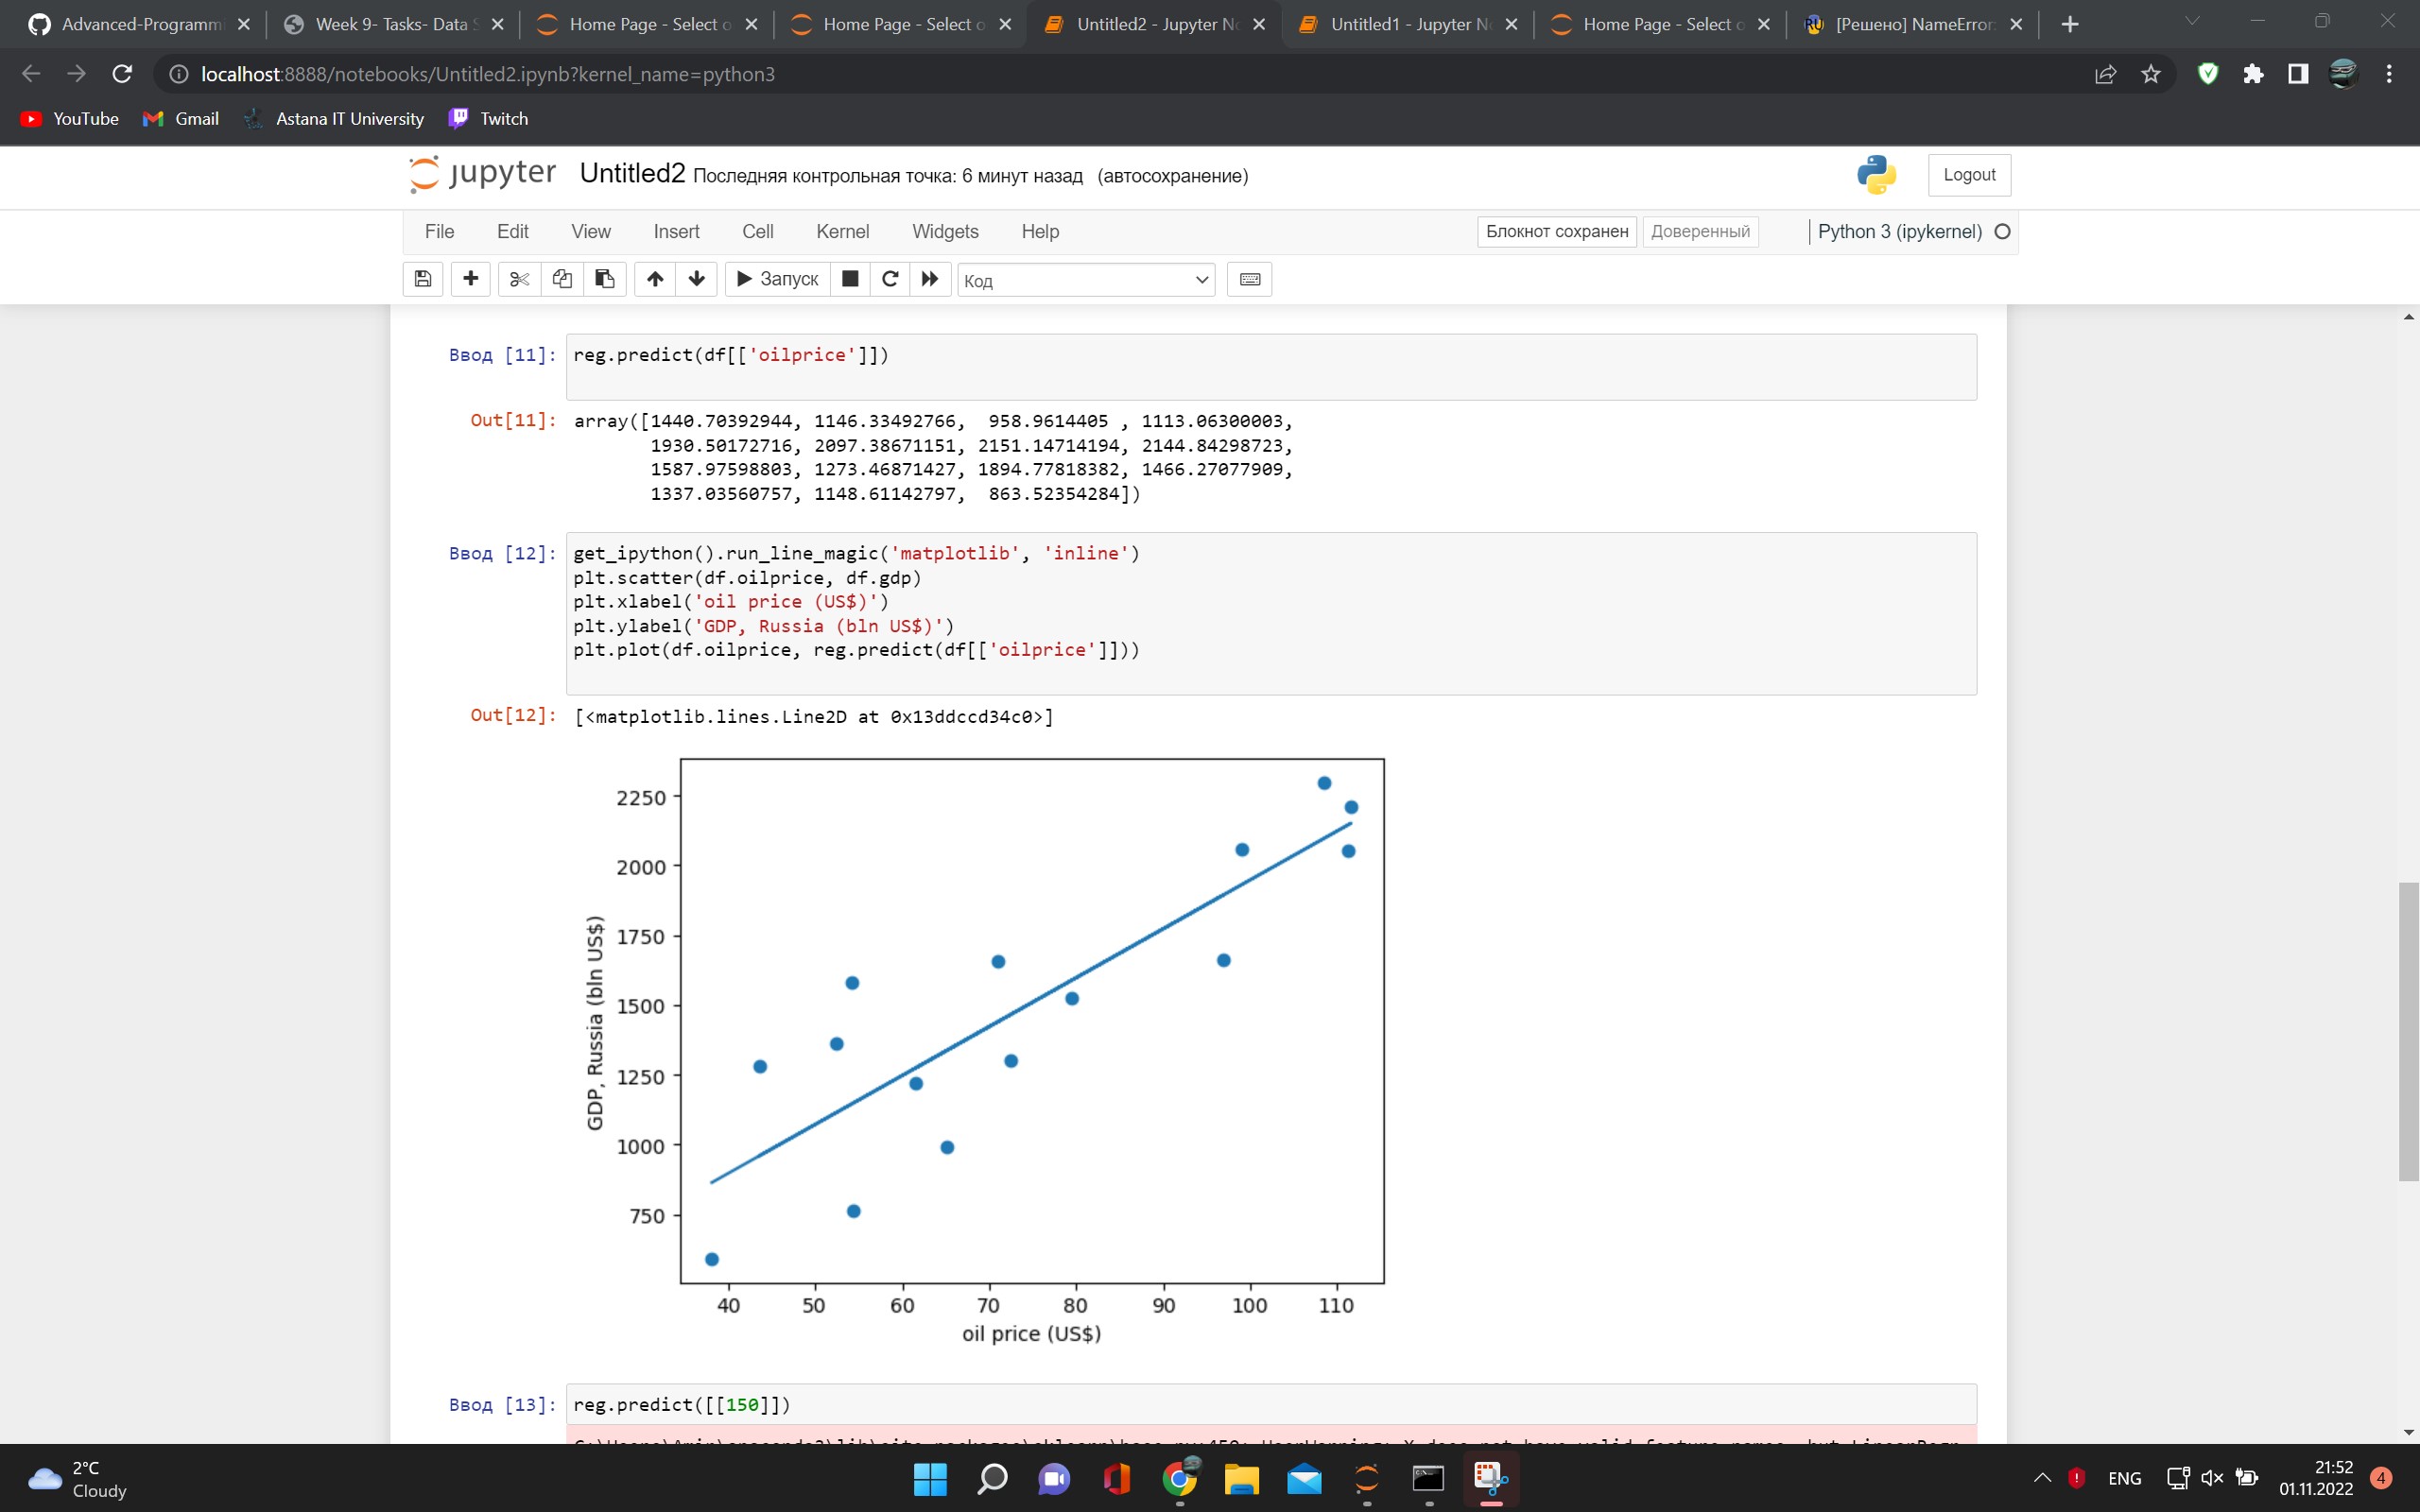 Advanced-Programmi
Week 9- Tasks- Data S
Home Page - Select o
Home Page - Select o
Untitled2 - Jupyter No
Untitled1 - Jupyter No
Home Page - Select o
[Решено] NameError:
localhost:8888/notebooks/Untitled2.ipynb?kernel_name=python3
YouTube
Gmail
Astana IT University
Twitch
jupyter Untitled2 Последняя контрольная точка: 6 минут назад (автосохранение)
Logout
File Edit View Insert Cell Kernel Widgets Help
Блокнот сохранен
Доверенный
Python 3 (ipykernel)
Запуск
Код
Ввод [11]: reg.predict(df[['oilprice']])
Out[11]: array([1440.70392944, 1146.33492766,  958.9614405 , 1113.06300003,
1930.50172716, 2097.38671151, 2151.14714194, 2144.84298723,
1587.97598803, 1273.46871427, 1894.77818382, 1466.27077909,
1337.03560757, 1148.61142797,  863.52354284])
Ввод [12]: get_ipython().run_line_magic('matplotlib', 'inline')
plt.scatter(df.oilprice, df.gdp)
plt.xlabel('oil price (US$)')
plt.ylabel('GDP, Russia (bln US$)')
plt.plot(df.oilprice, reg.predict(df[['oilprice']]))
Out[12]: [<matplotlib.lines.Line2D at 0x13ddccd34c0>]
GDP, Russia (bln US$)
2250
2000
1750
1500
1250
1000
750
40 50 60 70 80 90 100 110
oil price (US$)
Ввод [13]: reg.predict([[150]])
2°C
Cloudy
ENG
21:52
01.11.2022
4